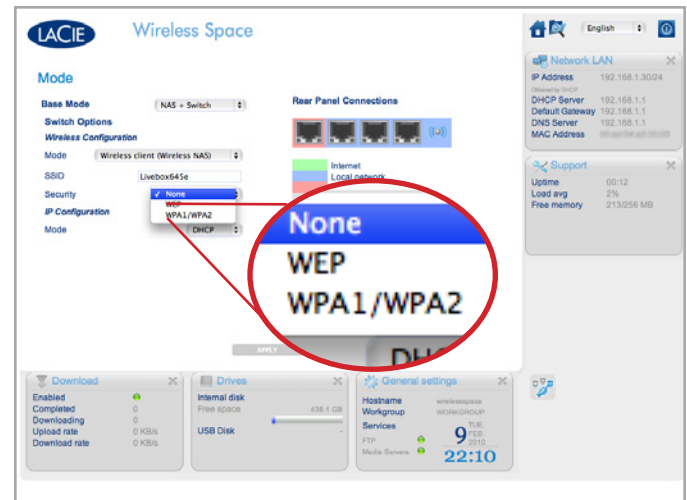 LACIE
Wireless Space
English
Mode
Base Mode
NAS + Switch
Switch Options
Wireless Configuration
Mode
Wireless client (Wireless NAS)
SSID
Livebox645e
Security
None
WEP
WPA1/WPA2
IP Configuration
Mode
DHCP
Rear Panel Connections
Internet
Local network
None
WEP
WPA1/WPA2
APPLY
Network LAN
IP Address 192.168.1.30/24
Obtained by DHCP
DHCP Server 192.168.1.1
Default Gateway 192.168.1.1
DNS Server 192.168.1.1
MAC Address
Support
Uptime 00:12
Load avg 2%
Free memory 213/256 MB
Download
Enabled
Completed 0
Downloading 0
Upload rate 0 KB/s
Download rate 0 KB/s
Drives
Internal disk
Free space 438.1 GB
USB Disk -
General settings
Hostname wirelessspace
Workgroup WORKGROUP
Services
FTP
Media Servers
TUE.
9 FEB.
2010
22:10